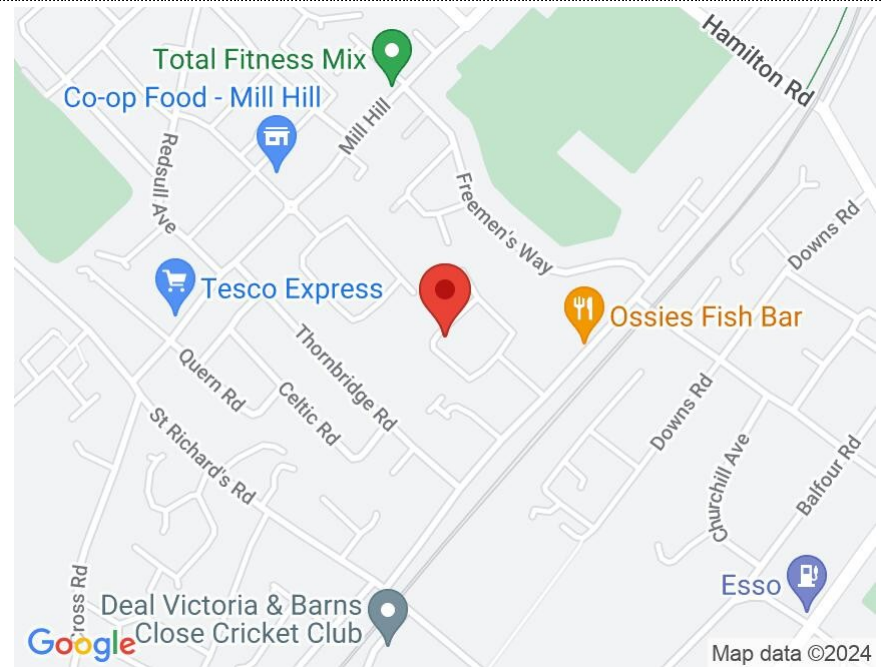 Hamilton Rd
Total Fitness Mix
Co-op Food - Mill Hill
Mill Hill
Redsull Ave
Freemen's Way
Downs Rd
Tesco Express
Ossies Fish Bar
Thornbridge Rd
Quern Rd
Celtic Rd
Downs Rd
St Richard's Rd
Churchill Ave
Balfour Rd
Esso
Cross Rd
Deal Victoria & Barns
Close Cricket Club
Google
Map data ©2024